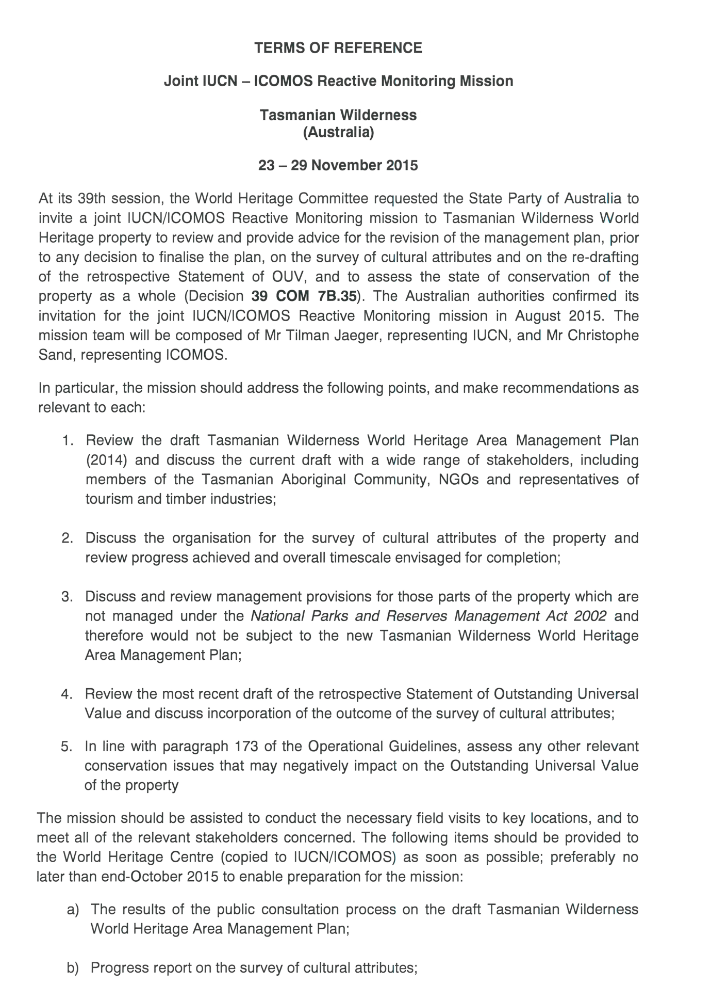 TERMS OF REFERENCE
Joint IUCN – ICOMOS Reactive Monitoring Mission
Tasmanian Wilderness
(Australia)
23 – 29 November 2015
At its 39th session, the World Heritage Committee requested the State Party of Australia to
invite a joint IUCN/ICOMOS Reactive Monitoring mission to Tasmanian Wilderness World
Heritage property to review and provide advice for the revision of the management plan, prior
to any decision to finalise the plan, on the survey of cultural attributes and on the re-drafting
of the retrospective Statement of OUV, and to assess the state of conservation of the
property as a whole (Decision 39 COM 7B.35). The Australian authorities confirmed its
invitation for the joint IUCN/ICOMOS Reactive Monitoring mission in August 2015. The
mission team will be composed of Mr Tilman Jaeger, representing IUCN, and Mr Christophe
Sand, representing ICOMOS.
In particular, the mission should address the following points, and make recommendations as
relevant to each:
1. Review the draft Tasmanian Wilderness World Heritage Area Management Plan
(2014) and discuss the current draft with a wide range of stakeholders, including
members of the Tasmanian Aboriginal Community, NGOs and representatives of
tourism and timber industries;
2. Discuss the organisation for the survey of cultural attributes of the property and
review progress achieved and overall timescale envisaged for completion;
3. Discuss and review management provisions for those parts of the property which are
not managed under the National Parks and Reserves Management Act 2002 and
therefore would not be subject to the new Tasmanian Wilderness World Heritage
Area Management Plan;
4. Review the most recent draft of the retrospective Statement of Outstanding Universal
Value and discuss incorporation of the outcome of the survey of cultural attributes;
5. In line with paragraph 173 of the Operational Guidelines, assess any other relevant
conservation issues that may negatively impact on the Outstanding Universal Value
of the property
The mission should be assisted to conduct the necessary field visits to key locations, and to
meet all of the relevant stakeholders concerned. The following items should be provided to
the World Heritage Centre (copied to IUCN/ICOMOS) as soon as possible; preferably no
later than end-October 2015 to enable preparation for the mission:
a) The results of the public consultation process on the draft Tasmanian Wilderness
World Heritage Area Management Plan;
b) Progress report on the survey of cultural attributes;